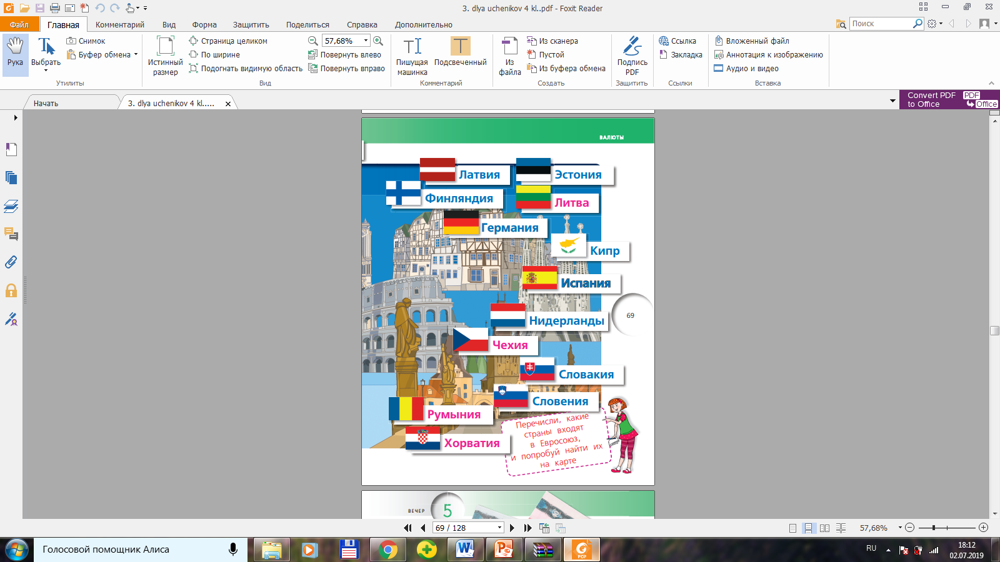 3. dlya uchenikov 4 kl..pdf - Foxit Reader
Файл
Главная
Комментарий
Вид
Форма
Защитить
Поделиться
Справка
Дополнительно
Поиск
Рука
Выбрать
Снимок
Буфер обмена
Утилиты
Истинный
размер
Страница целиком
По ширине
Подогнать видимую область
57,68%
Повернуть влево
Повернуть вправо
Вид
Пишущая
машинка
Подсвеченный
Комментарий
Из
файла
Из сканера
Пустой
Из буфера обмена
Создать
Подпись
PDF
Защитить
Ссылка
Закладка
Ссылки
Вложенный файл
Аннотация к изображению
Аудио и видео
Вставка
Начать
3. dlya uchenikov 4 kl.....
Convert PDF
to Office
PDF
Office
ВАЛЮТЫ
Латвия
Эстония
Финляндия
Литва
Германия
Кипр
Испания
69
Нидерланды
Чехия
Словакия
Словения
Румыния
Хорватия
Перечисли, какие
страны входят
в Евросоюз,
и попробуй найти их
на карте
ВЕЧЕР
5
69 / 128
57,68%
Голосовой помощник Алиса
PDF
RU
18:12
02.07.2019